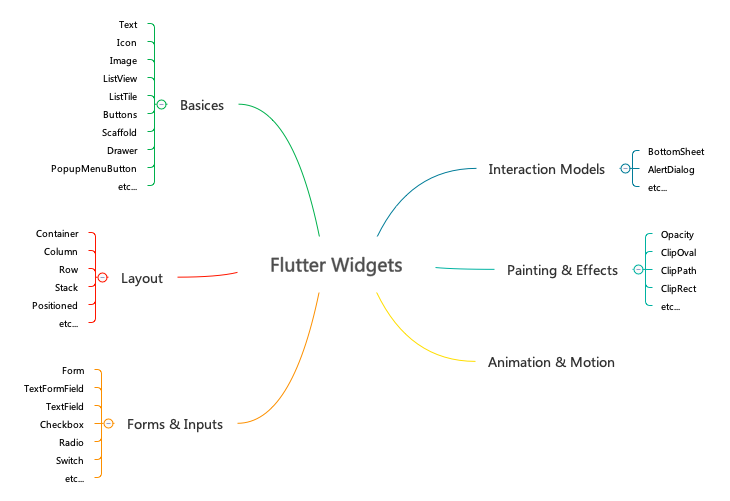 Flutter Widgets
Basices
Text
Icon
Image
ListView
ListTile
Buttons
Scaffold
Drawer
PopupMenuButton
etc...
Layout
Container
Column
Row
Stack
Positioned
etc...
Forms & Inputs
Form
TextFormField
TextField
Checkbox
Radio
Switch
etc...
Interaction Models
BottomSheet
AlertDialog
etc...
Painting & Effects
Opacity
ClipOval
ClipPath
ClipRect
etc...
Animation & Motion